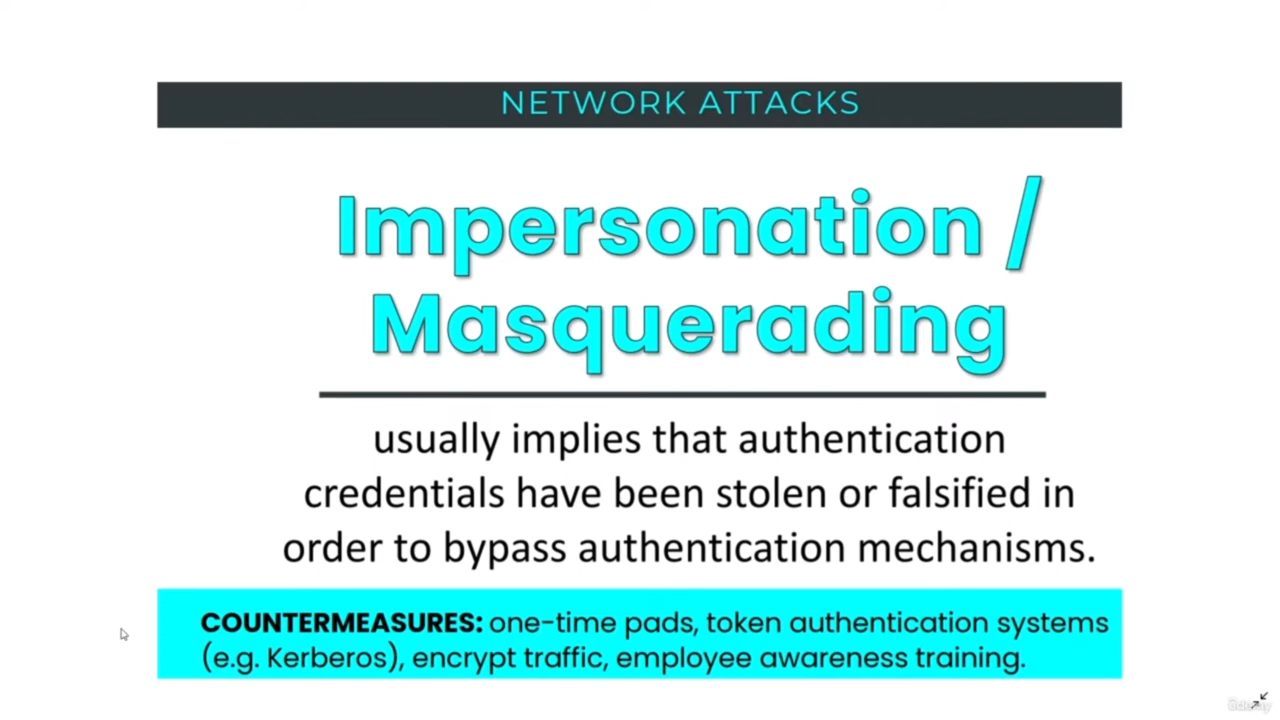 NETWORK ATTACKS
Impersonation /
Masquerading
usually implies that authentication
credentials have been stolen or falsified in
order to bypass authentication mechanisms.
COUNTERMEASURES: one-time pads, token authentication systems
(e.g. Kerberos), encrypt traffic, employee awareness training.